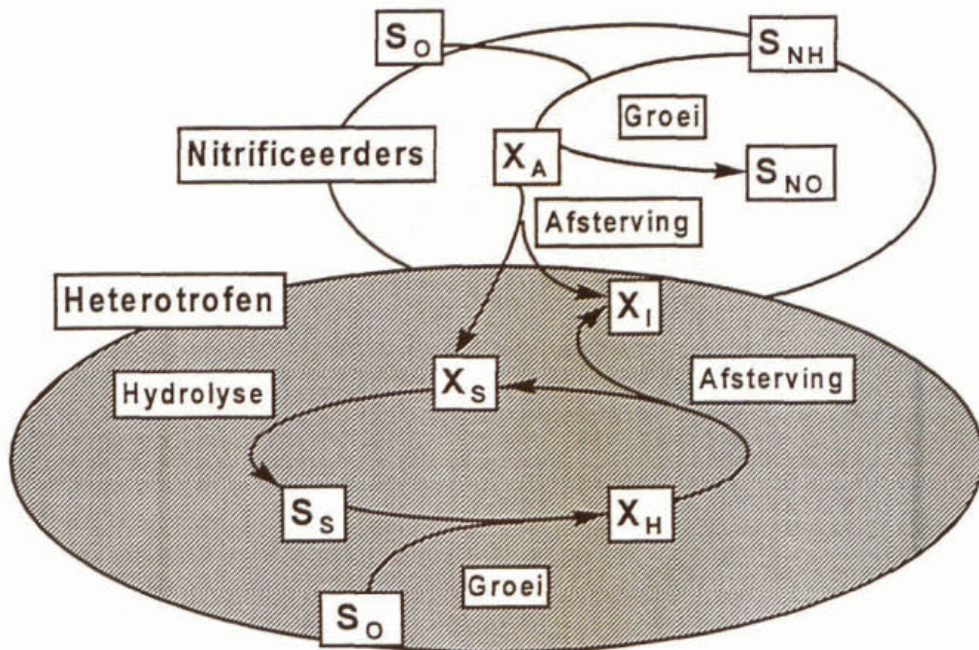 S_O
S_NH
Groei
Nitrificeerders
X_A
S_NO
Afsterving
Heterotrofen
X_I
Hydrolyse
X_S
Afsterving
S_S
X_H
Groei
S_O